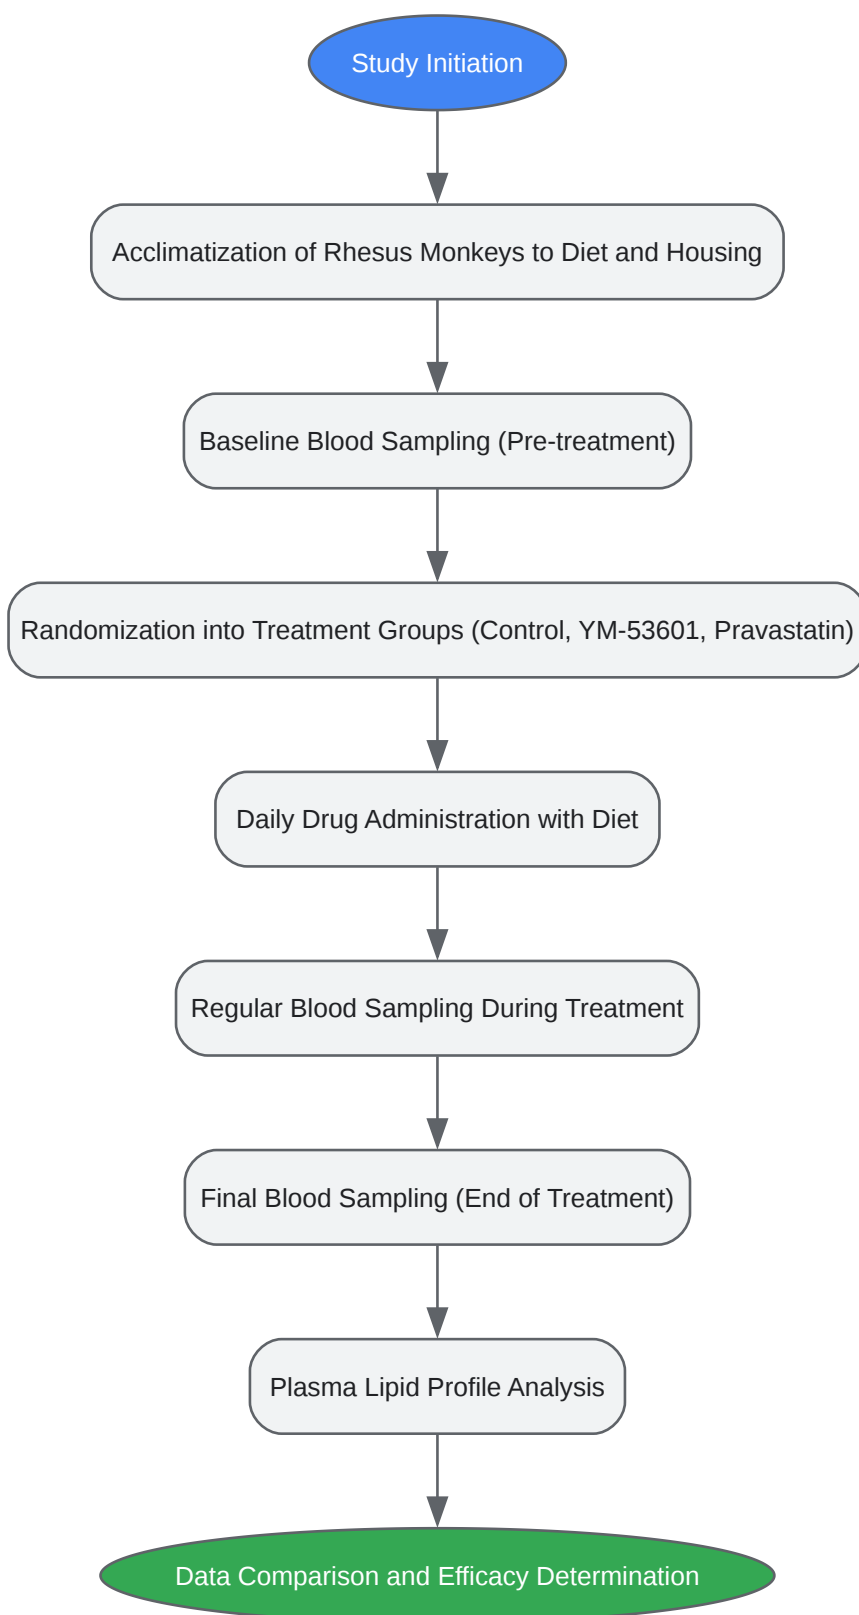 Study Initiation
Acclimatization of Rhesus Monkeys to Diet and Housing
Baseline Blood Sampling (Pre-treatment)
Randomization into Treatment Groups (Control, YM-53601, Pravastatin)
Daily Drug Administration with Diet
Regular Blood Sampling During Treatment
Final Blood Sampling (End of Treatment)
Plasma Lipid Profile Analysis
Data Comparison and Efficacy Determination